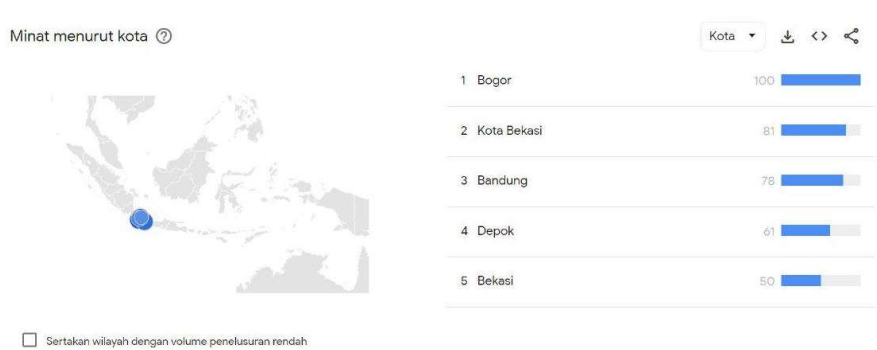 Minat menurut kota
Kota
1 Bogor 100
2 Kota Bekasi 81
3 Bandung 78
4 Depok 61
5 Bekasi 50
Sertakan wilayah dengan volume penelusuran rendah